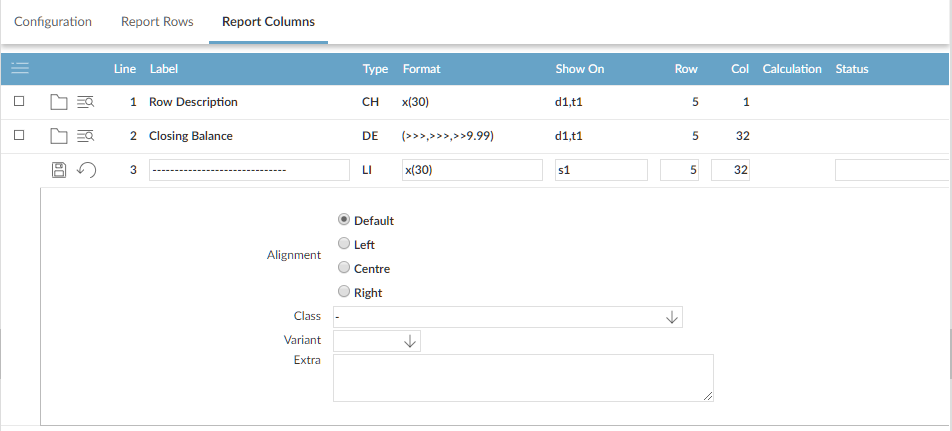 Configuration Report Rows Report Columns
Line Label Type Format Show On Row Col Calculation Status
1 Row Description CH x(30) d1,t1 5 1
2 Closing Balance DE (>>>,>>>,>>9.99) d1,t1 5 32
3 ------------------------------ LI x(30) s1 5 32
Default
Left
Alignment
Centre
Right
Class -
Variant
Extra